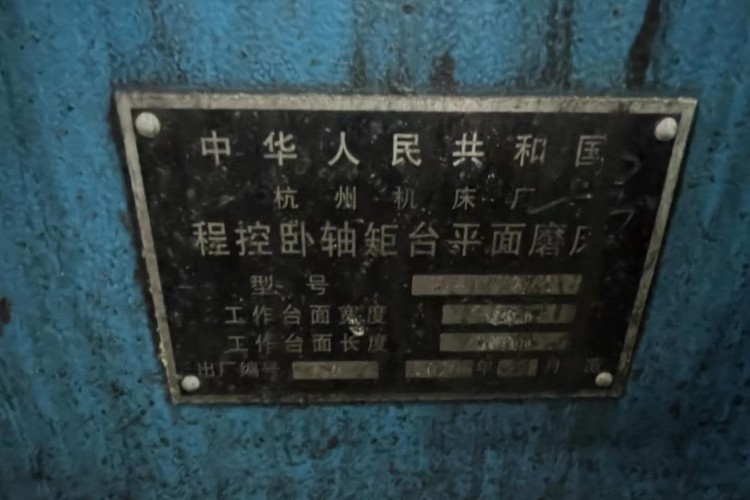 中华人民共和国
杭州机床厂
程控卧轴矩台平面磨床
型号
工作台面宽度
工作台面长度
出厂编号 年 月